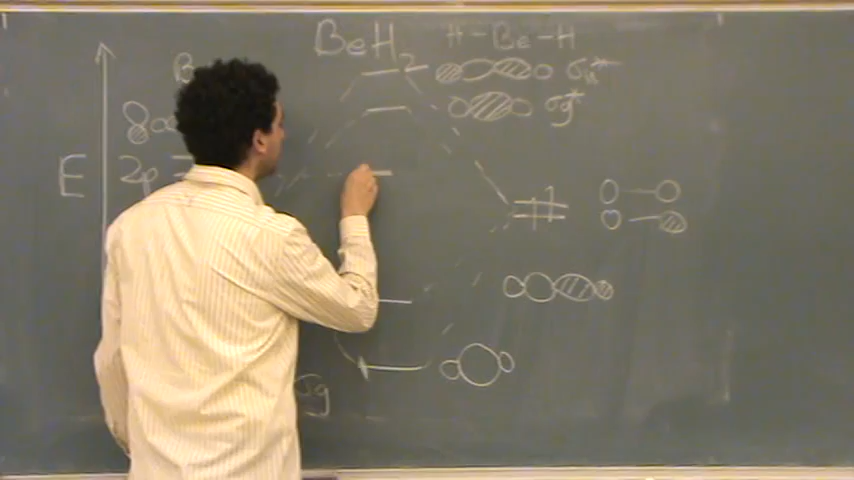 BeH2 H-Be-H
B
σu*
σg*
E 2p
σg